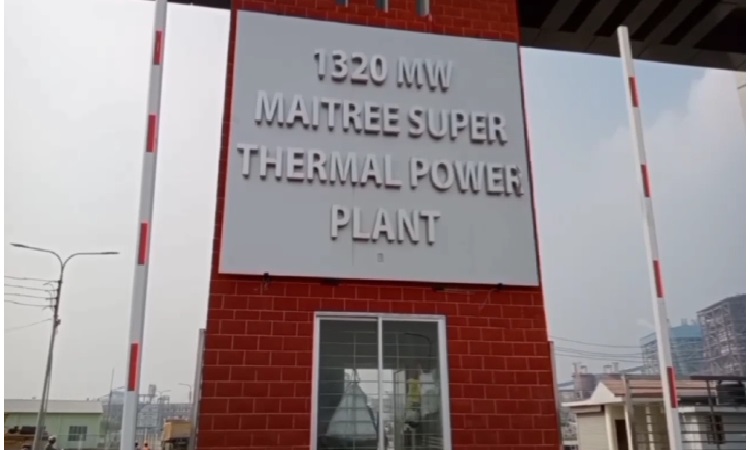 1320 MW
MAITREE SUPER
THERMAL POWER
PLANT